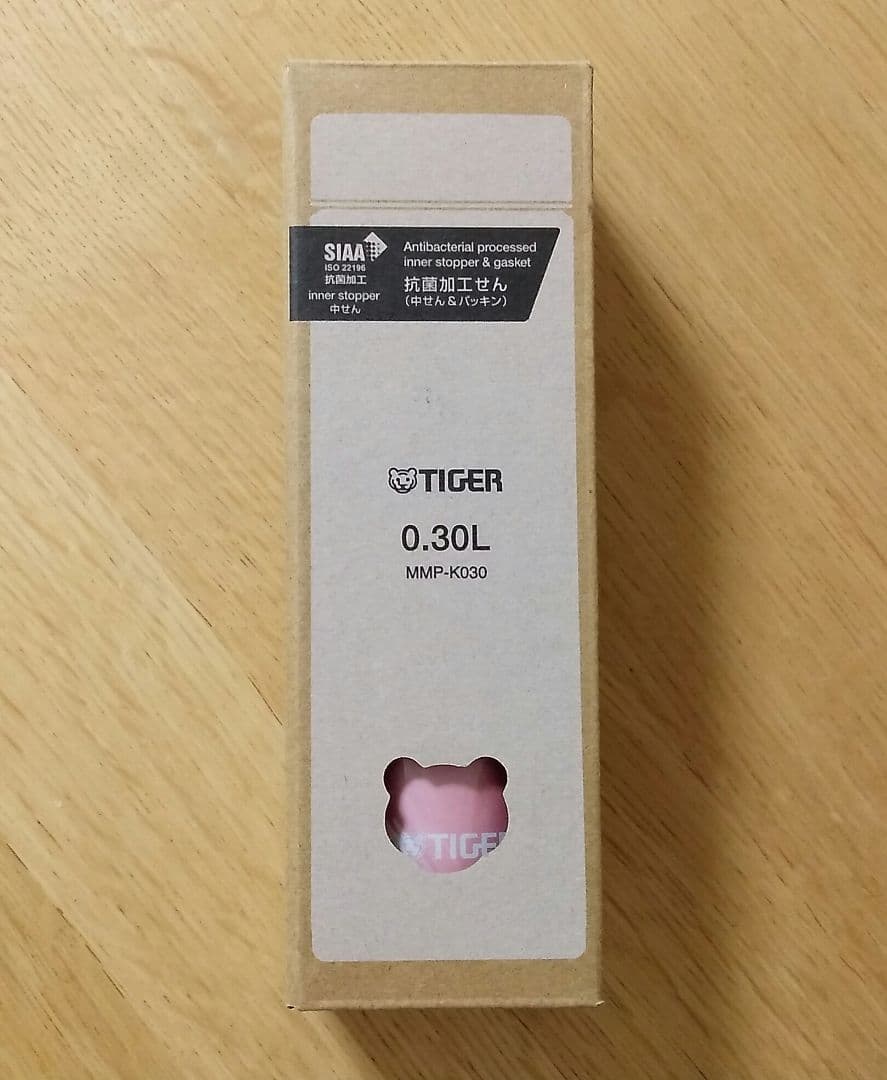 SIAA
ISO 22196
抗菌加工
inner stopper
中せん
Antibacterial processed
inner stopper & gasket
抗菌加工せん
（中せん＆パッキン）
TIGER
0.30L
MMP-K030
TIGE